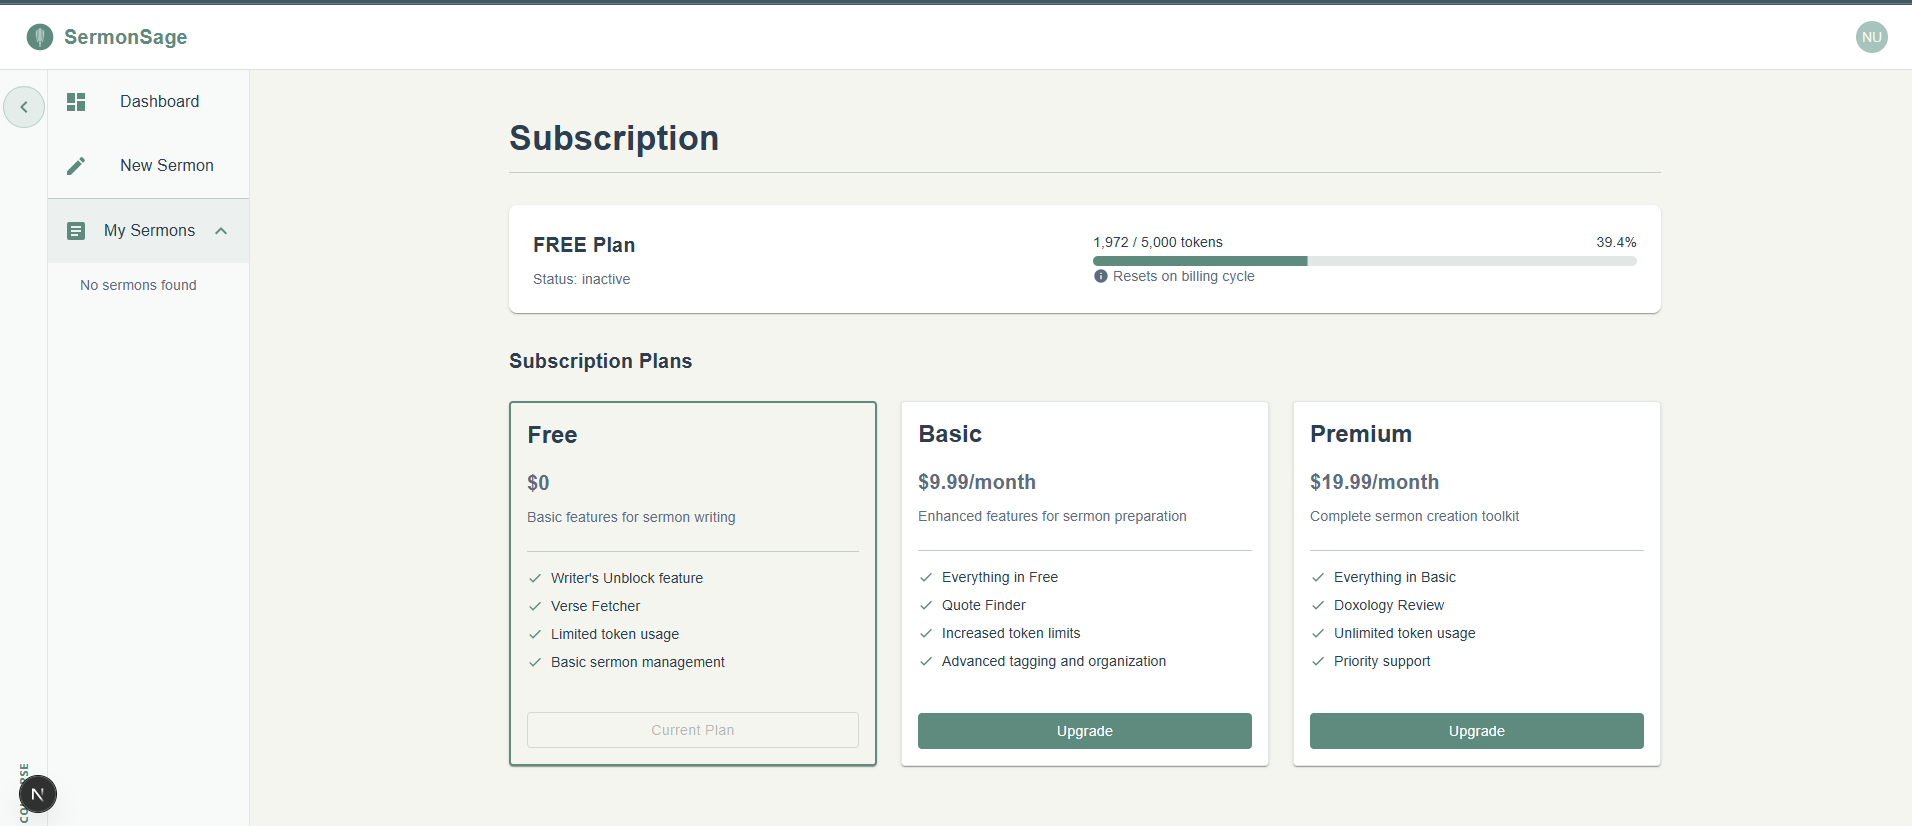 SermonSage
NU
Dashboard
New Sermon
My Sermons
No sermons found
Subscription
FREE Plan
Status: inactive
1,972 / 5,000 tokens
39.4%
Resets on billing cycle
Subscription Plans
Free
$0
Basic features for sermon writing
Writer's Unblock feature
Verse Fetcher
Limited token usage
Basic sermon management
Current Plan
Basic
$9.99/month
Enhanced features for sermon preparation
Everything in Free
Quote Finder
Increased token limits
Advanced tagging and organization
Upgrade
Premium
$19.99/month
Complete sermon creation toolkit
Everything in Basic
Doxology Review
Unlimited token usage
Priority support
Upgrade
N